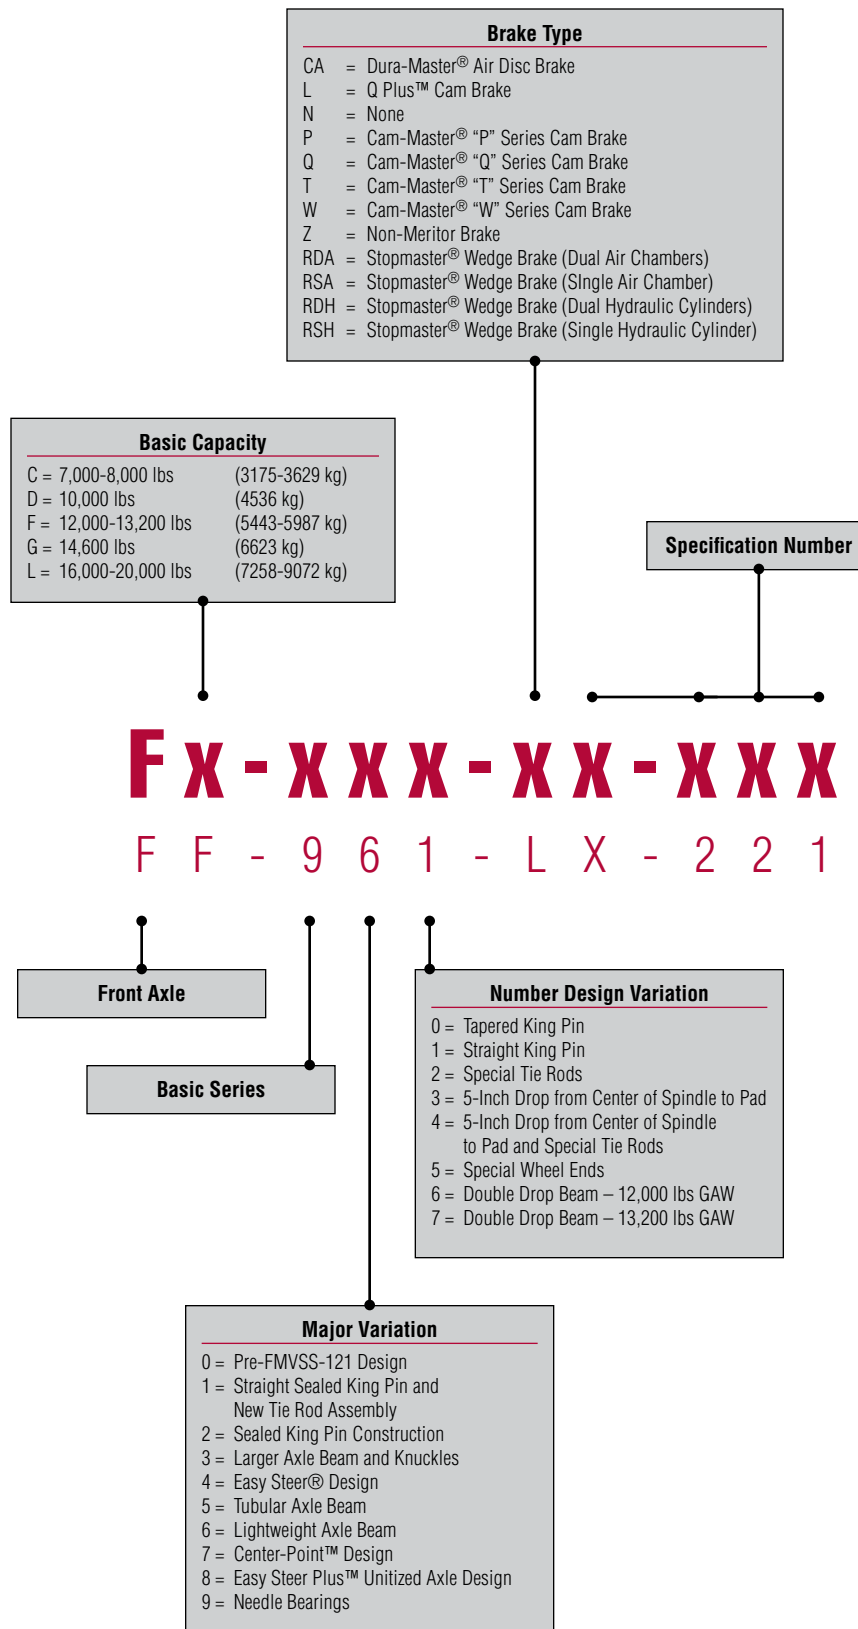 Brake Type
CA = Dura-Master® Air Disc Brake
L = Q Plus™ Cam Brake
N = None
P = Cam-Master® “P” Series Cam Brake
Q = Cam-Master® “Q” Series Cam Brake
T = Cam-Master® “T” Series Cam Brake
W = Cam-Master® “W” Series Cam Brake
Z = Non-Meritor Brake
RDA = Stopmaster® Wedge Brake (Dual Air Chambers)
RSA = Stopmaster® Wedge Brake (SIngle Air Chamber)
RDH = Stopmaster® Wedge Brake (Dual Hydraulic Cylinders)
RSH = Stopmaster® Wedge Brake (Single Hydraulic Cylinder)
Basic Capacity
C = 7,000-8,000 lbs (3175-3629 kg)
D = 10,000 lbs (4536 kg)
F = 12,000-13,200 lbs (5443-5987 kg)
G = 14,600 lbs (6623 kg)
L = 16,000-20,000 lbs (7258-9072 kg)
Specification Number
F x - x x x - x x - x x x
F F - 9 6 1 - L X - 2 2 1
Front Axle
Basic Series
Number Design Variation
0 = Tapered King Pin
1 = Straight King Pin
2 = Special Tie Rods
3 = 5-Inch Drop from Center of Spindle to Pad
4 = 5-Inch Drop from Center of Spindle
to Pad and Special Tie Rods
5 = Special Wheel Ends
6 = Double Drop Beam – 12,000 lbs GAW
7 = Double Drop Beam – 13,200 lbs GAW
Major Variation
0 = Pre-FMVSS-121 Design
1 = Straight Sealed King Pin and
New Tie Rod Assembly
2 = Sealed King Pin Construction
3 = Larger Axle Beam and Knuckles
4 = Easy Steer® Design
5 = Tubular Axle Beam
6 = Lightweight Axle Beam
7 = Center-Point™ Design
8 = Easy Steer Plus™ Unitized Axle Design
9 = Needle Bearings